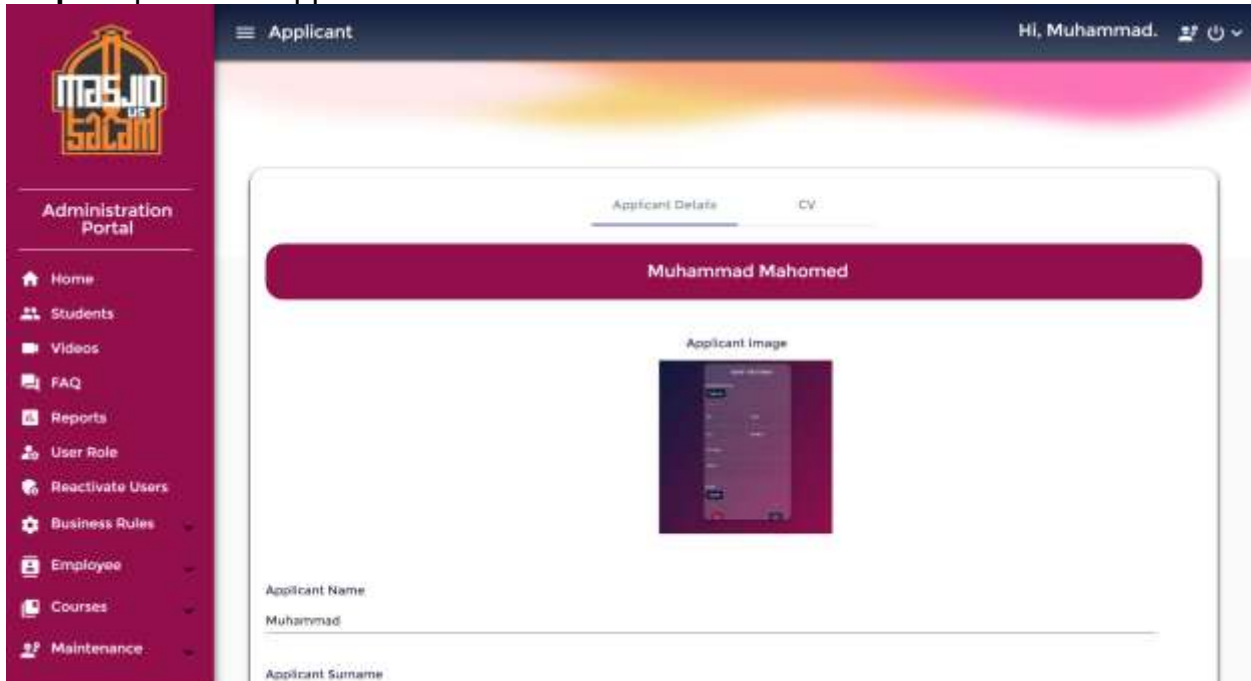 Applicant
Hi, Muhammad.
masjid
us
salam
Administration
Portal
Home
Students
Videos
FAQ
Reports
User Role
Reactivate Users
Business Rules
Employee
Courses
Maintenance
Applicant Details
CV
Muhammad Mahomed
Applicant Image
Applicant Name
Muhammad
Applicant Surname